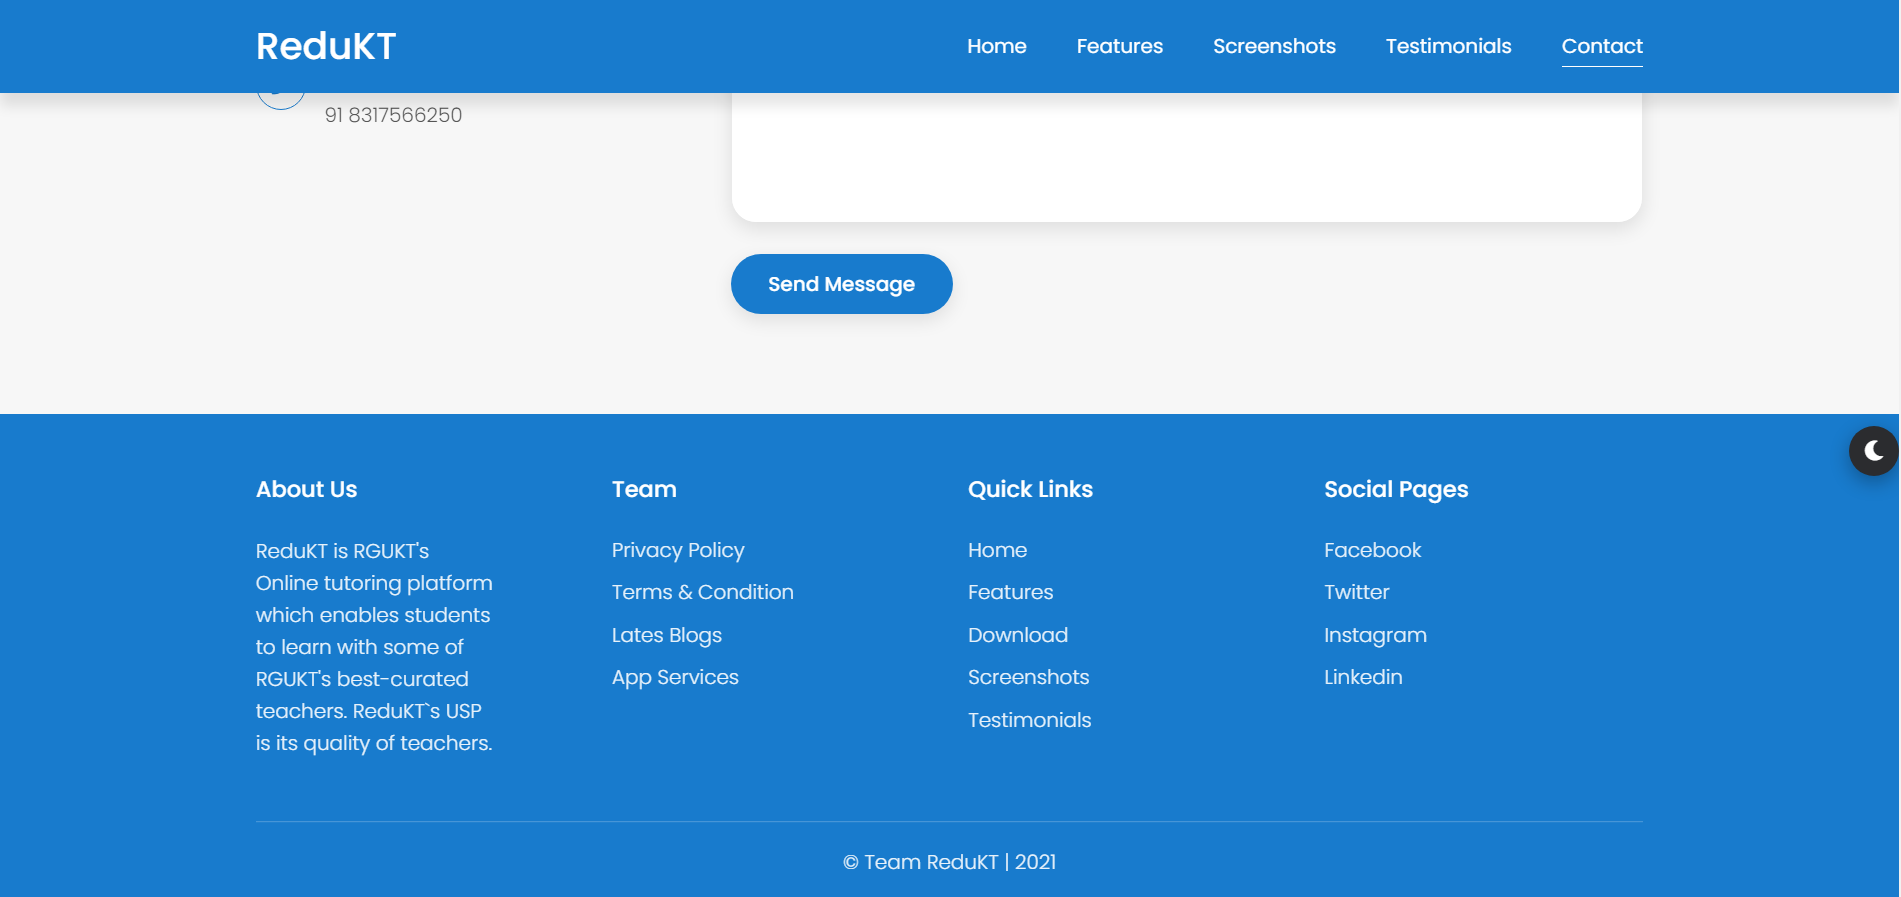 ReduKT
Home Features Screenshots Testimonials Contact
91 8317566250
Send Message
About Us
ReduKT is RGUKT's
Online tutoring platform
which enables students
to learn with some of
RGUKT's best-curated
teachers. ReduKT`s USP
is its quality of teachers.
Team
Privacy Policy
Terms & Condition
Lates Blogs
App Services
Quick Links
Home
Features
Download
Screenshots
Testimonials
Social Pages
Facebook
Twitter
Instagram
Linkedin
© Team ReduKT | 2021